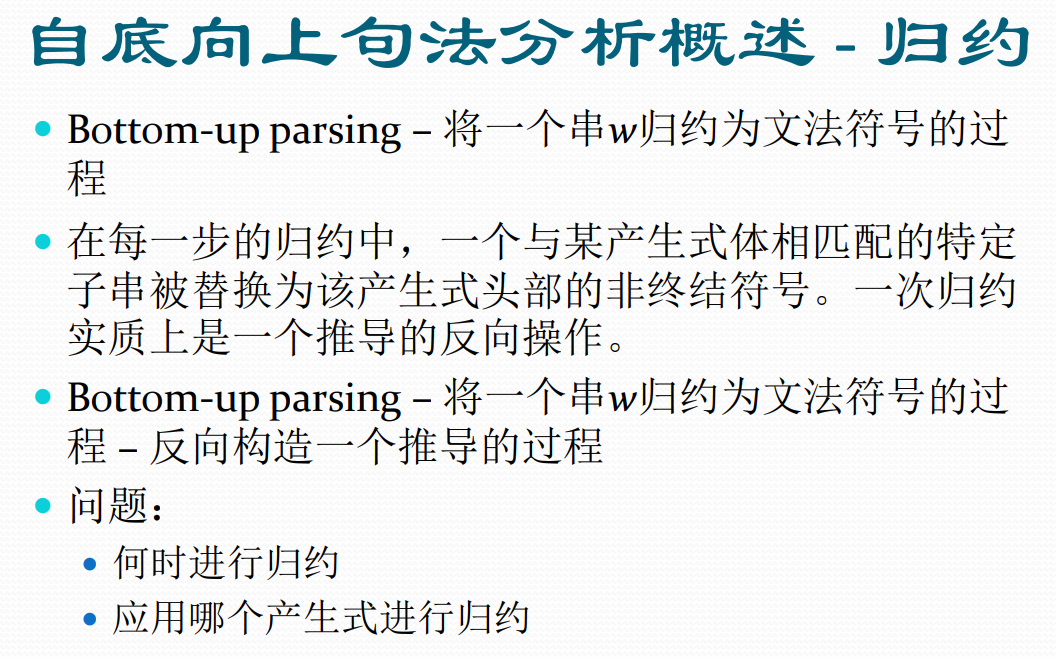 自底向上句法分析概述 - 归约
Bottom-up parsing – 将一个串w归约为文法符号的过
程
在每一步的归约中，一个与某产生式体相匹配的特定
子串被替换为该产生式头部的非终结符号。一次归约
实质上是一个推导的反向操作。
Bottom-up parsing – 将一个串w归约为文法符号的过
程 – 反向构造一个推导的过程
问题：
何时进行归约
应用哪个产生式进行归约